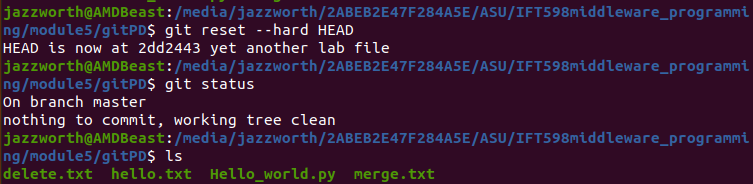 jazzworth@AMDBeast:/media/jazzworth/2ABEB2E47F284A5E/ASU/IFT598middleware_programmi
ng/module5/gitPD$ git reset --hard HEAD
HEAD is now at 2dd2443 yet another lab file
jazzworth@AMDBeast:/media/jazzworth/2ABEB2E47F284A5E/ASU/IFT598middleware_programmi
ng/module5/gitPD$ git status
On branch master
nothing to commit, working tree clean
jazzworth@AMDBeast:/media/jazzworth/2ABEB2E47F284A5E/ASU/IFT598middleware_programmi
ng/module5/gitPD$ ls
delete.txt  hello.txt  Hello_world.py  merge.txt